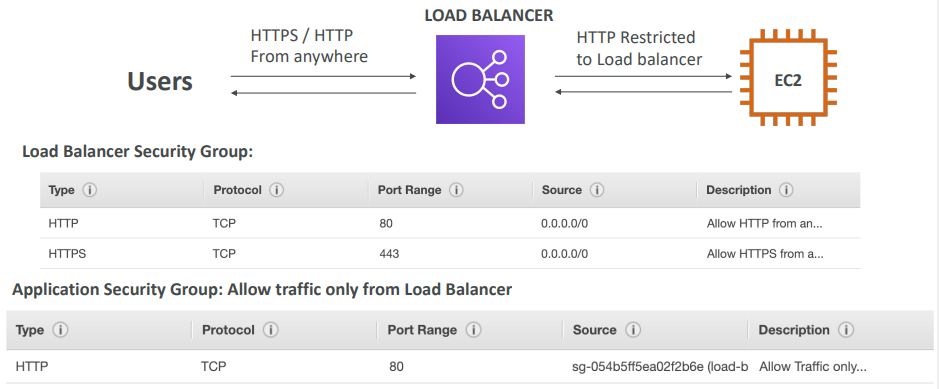 LOAD BALANCER
HTTPS / HTTP
From anywhere
HTTP Restricted
to Load balancer
Users
EC2
Load Balancer Security Group:
Type Protocol Port Range Source Description
HTTP TCP 80 0.0.0.0/0 Allow HTTP from an...
HTTPS TCP 443 0.0.0.0/0 Allow HTTPS from a...
Application Security Group: Allow traffic only from Load Balancer
Type Protocol Port Range Source Description
HTTP TCP 80 sg-054b5ff5ea02f2b6e (load-b Allow Traffic only...